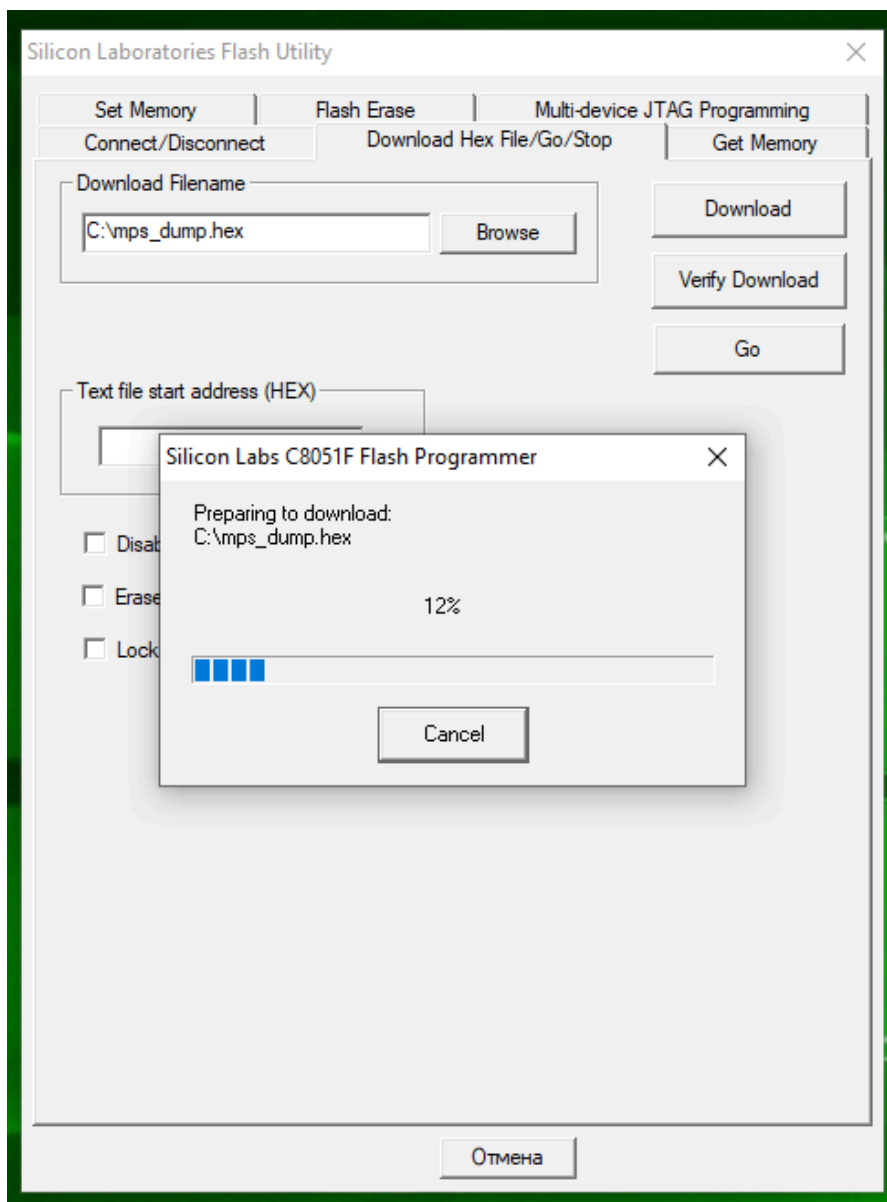 Silicon Laboratories Flash Utility
Set Memory Flash Erase Multi-device JTAG Programming
Connect/Disconnect Download Hex File/Go/Stop Get Memory
Download Filename
C:\mps_dump.hex Browse
Download
Verify Download
Go
Text file start address (HEX)
Silicon Labs C8051F Flash Programmer
Preparing to download:
C:\mps_dump.hex
12%
Cancel
Erase
Lock
Отмена